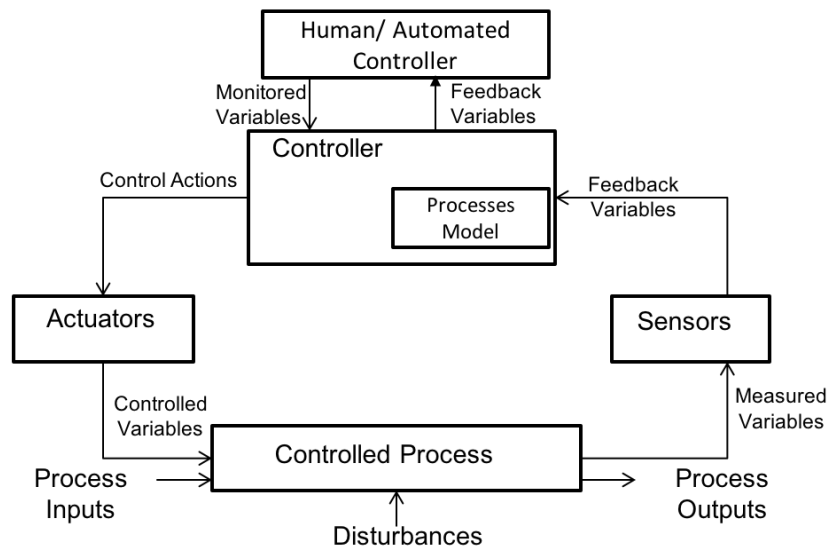 Human/ Automated
Controller
Monitored
Variables
Feedback
Variables
Controller
Control Actions
Processes
Model
Feedback
Variables
Actuators
Sensors
Controlled
Variables
Measured
Variables
Controlled Process
Process
Inputs
Process
Outputs
Disturbances